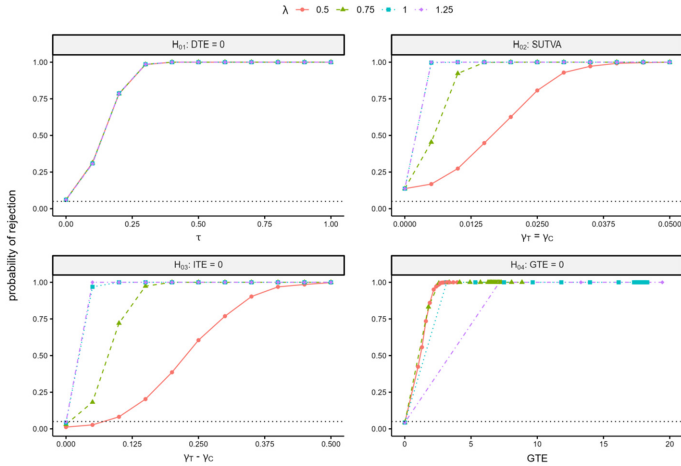 λ 0.5 0.75 1 1.25
H01: DTE = 0
H02: SUTVA
1.00
0.75
0.50
0.25
0.00
0.00 0.25 0.50 0.75 1.00
τ
1.00
0.75
0.50
0.25
0.00
0.0000 0.0125 0.0250 0.0375 0.0500
γT = γC
probability of rejection
H03: ITE = 0
H04: GTE = 0
1.00
0.75
0.50
0.25
0.00
0.000 0.125 0.250 0.375 0.500
γT - γC
1.00
0.75
0.50
0.25
0.00
0 5 10 15 20
GTE